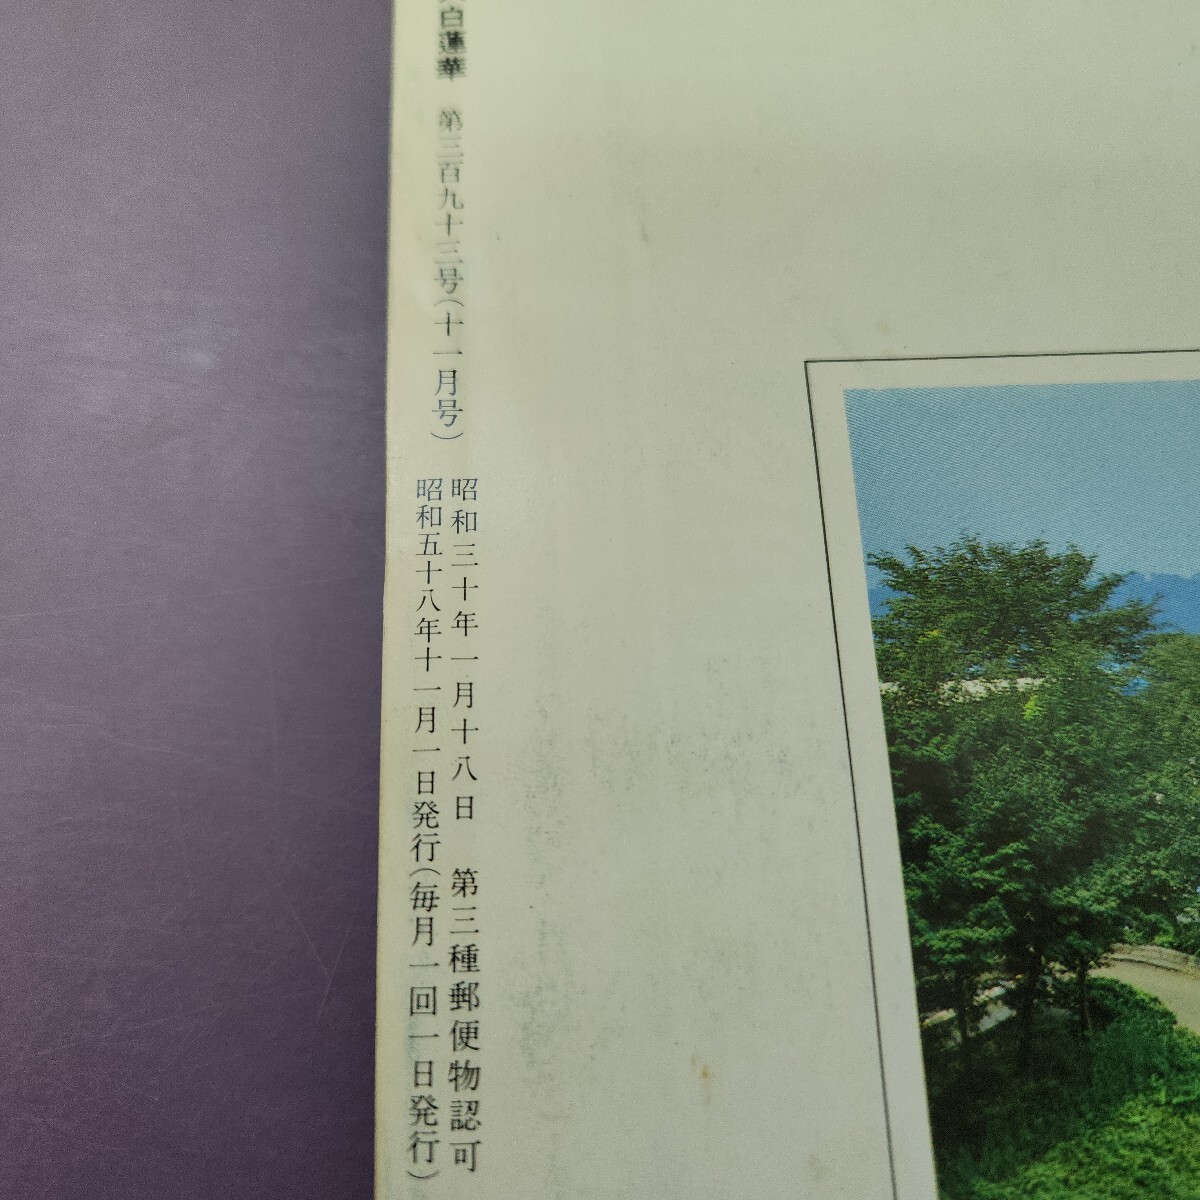 白蓮華 第三百九十三号(十一月号)
昭和三十年一月十八日 第三種郵便物認可
昭和五十八年十一月一日発行(毎月一回一日発行)